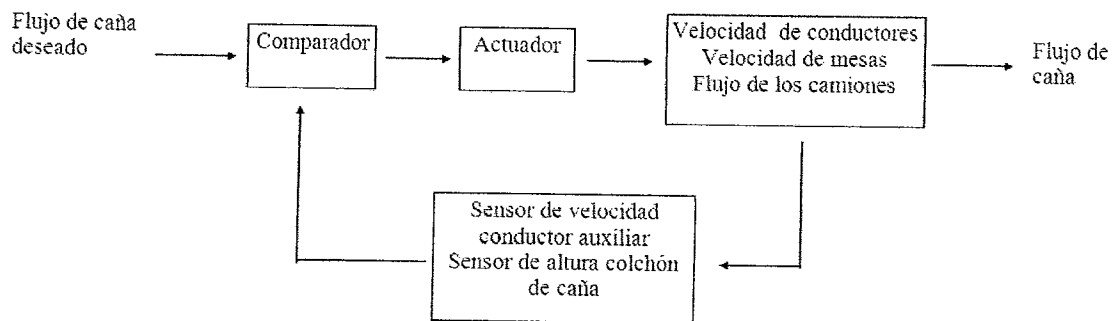 Flujo de caña
deseado
Comparador
Actuador
Velocidad de conductores
Velocidad de mesas
Flujo de los camiones
Flujo de
caña
Sensor de velocidad
conductor auxiliar
Sensor de altura colchón
de caña